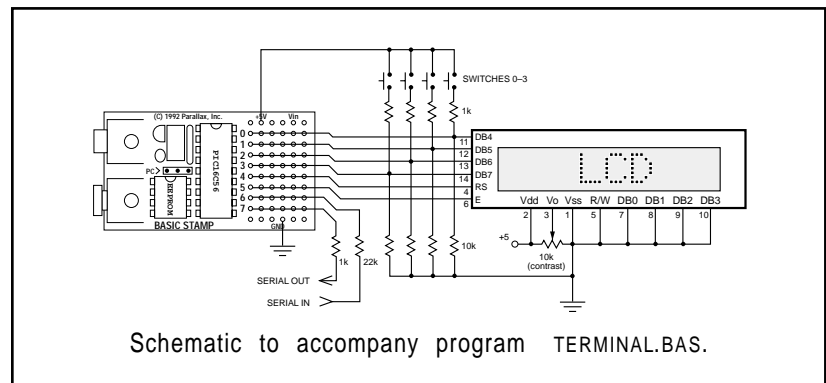 SWITCHES 0–3
(C) 1992 Parallax, Inc.
+5V Vin
1k
0
1
2
3
4
5
6
7
PIC16C56
PC
EEPROM
BASIC STAMP
GND
11 DB4
12 DB5
13 DB6
14 DB7
4 RS
6 E
LCD
Vdd Vo Vss R/W DB0 DB1 DB2 DB3
2 3 1 5 7 8 9 10
+5
10k
(contrast)
1k
22k
10k
SERIAL OUT
SERIAL IN
Schematic to accompany program TERMINAL.BAS.